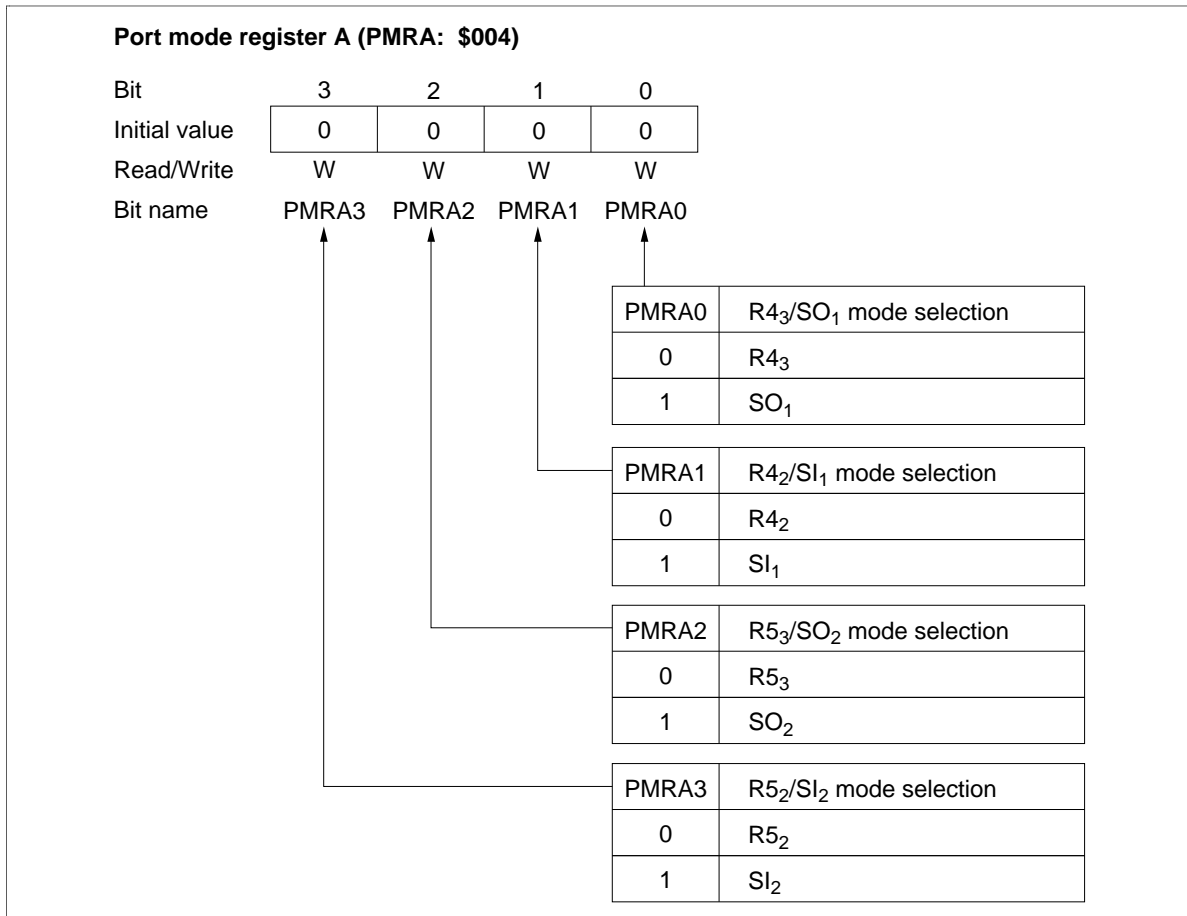 Port mode register A (PMRA: $004)
Bit 3 2 1 0
Initial value 0 0 0 0
Read/Write W W W W
Bit name PMRA3 PMRA2 PMRA1 PMRA0
PMRA0 R4₃/SO₁ mode selection
0 R4₃
1 SO₁
PMRA1 R4₂/SI₁ mode selection
0 R4₂
1 SI₁
PMRA2 R5₃/SO₂ mode selection
0 R5₃
1 SO₂
PMRA3 R5₂/SI₂ mode selection
0 R5₂
1 SI₂